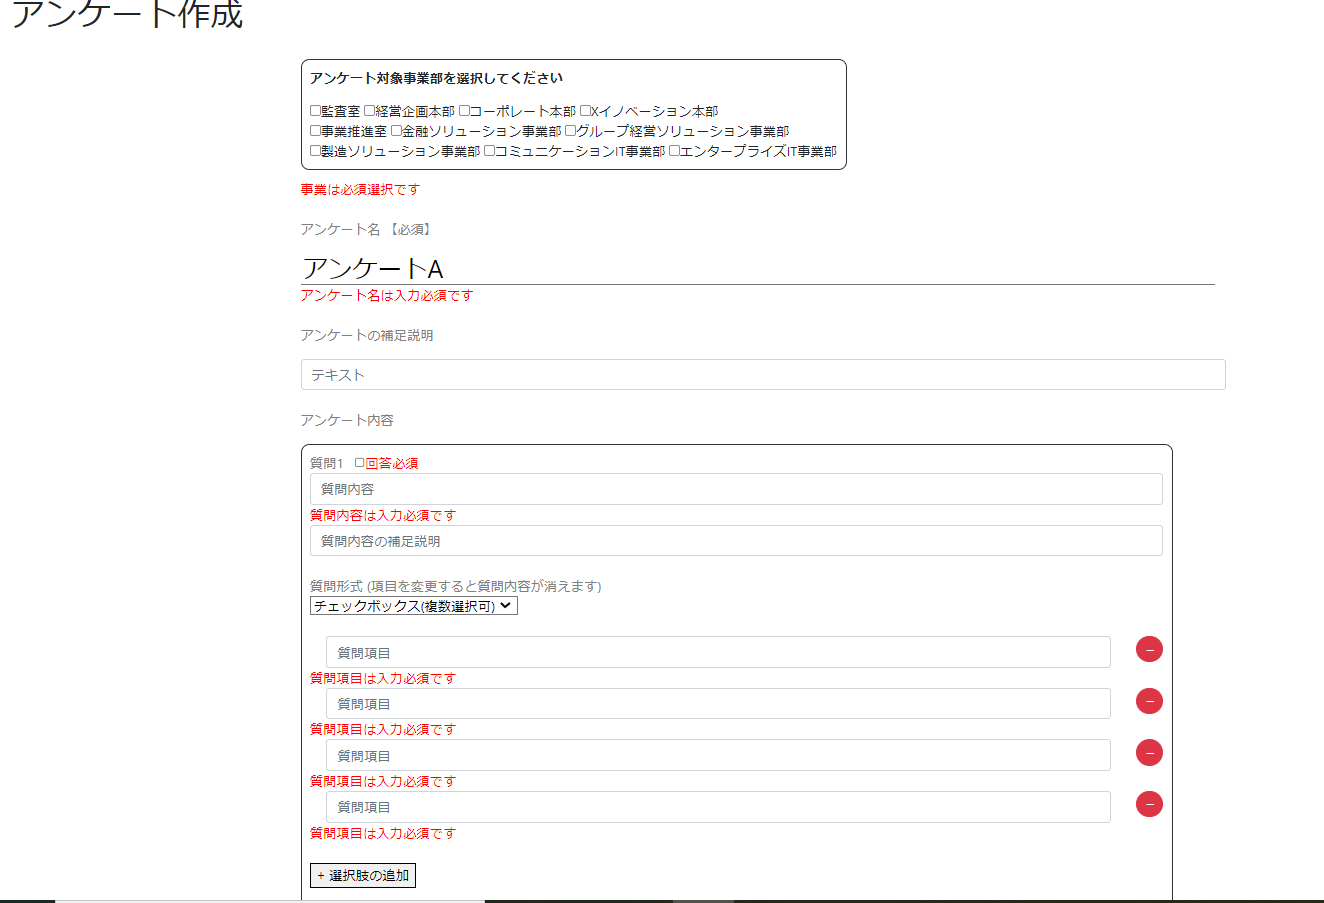 アンケート作成
アンケート対象事業部を選択してください
監査室 経営企画本部 コーポレート本部 Xイノベーション本部
事業推進室 金融ソリューション事業部 グループ経営ソリューション事業部
製造ソリューション事業部 コミュニケーションIT事業部 エンタープライズIT事業部
事業は必須選択です
アンケート名 【必須】
アンケートA
アンケート名は入力必須です
アンケートの補足説明
テキスト
アンケート内容
質問1 回答必須
質問内容
質問内容は入力必須です
質問内容の補足説明
質問形式 (項目を変更すると質問内容が消えます)
チェックボックス(複数選択可)
質問項目
質問項目は入力必須です
質問項目
質問項目は入力必須です
質問項目
質問項目は入力必須です
質問項目
質問項目は入力必須です
+ 選択肢の追加